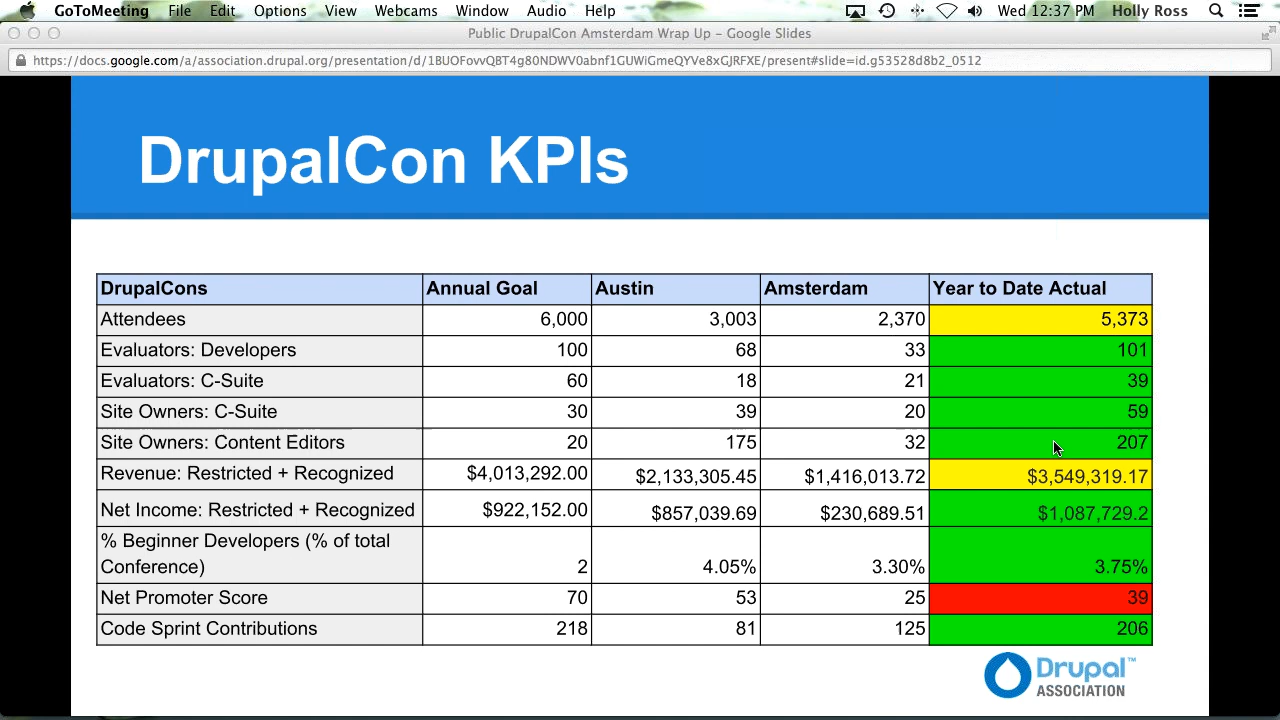 GoToMeeting File Edit Options View Webcams Window Audio Help Wed 12:37 PM Holly Ross
Public DrupalCon Amsterdam Wrap Up – Google Slides
https://docs.google.com/a/association.drupal.org/presentation/d/1BUOFovvQBT4g80NDWV0abnf1GUWiGmeQYVe8xGJRFXE/present#slide=id.g53528d8b2_0512
DrupalCon KPIs
DrupalCons Annual Goal Austin Amsterdam Year to Date Actual
Attendees 6,000 3,003 2,370 5,373
Evaluators: Developers 100 68 33 101
Evaluators: C-Suite 60 18 21 39
Site Owners: C-Suite 30 39 20 59
Site Owners: Content Editors 20 175 32 207
Revenue: Restricted + Recognized $4,013,292.00 $2,133,305.45 $1,416,013.72 $3,549,319.17
Net Income: Restricted + Recognized $922,152.00 $857,039.69 $230,689.51 $1,087,729.2
% Beginner Developers (% of total
Conference) 2 4.05% 3.30% 3.75%
Net Promoter Score 70 53 25 39
Code Sprint Contributions 218 81 125 206
Drupal™
ASSOCIATION